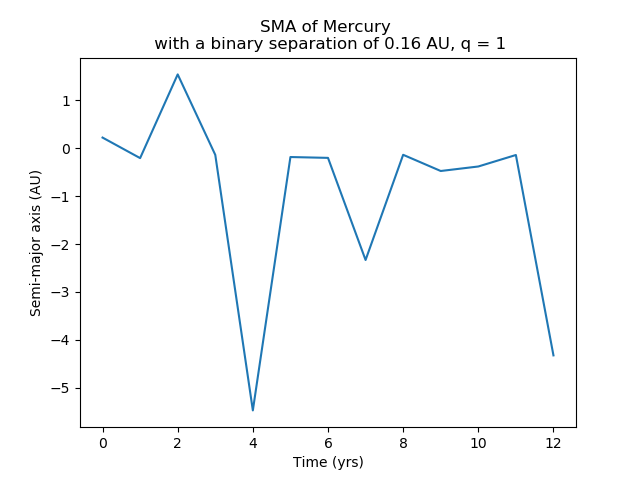 SMA of Mercury
with a binary separation of 0.16 AU, q = 1
1
0
−1
−2
−3
−4
−5
Semi-major axis (AU)
0 2 4 6 8 10 12
Time (yrs)